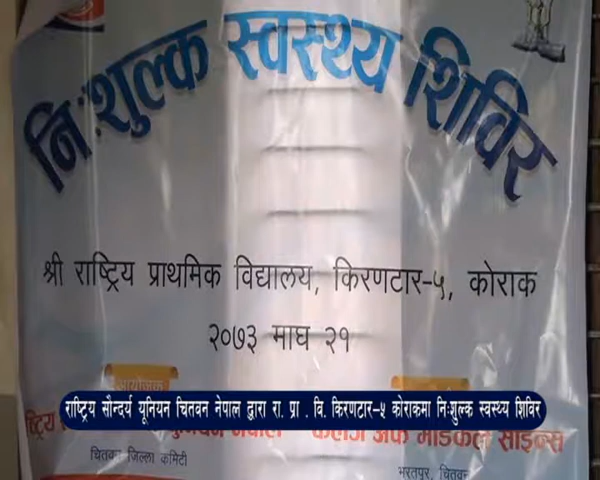 निःशुल्क स्वस्थ्य शिविर
श्री राष्ट्रिय प्राथमिक विद्यालय, किरणटार-५, कोराक
२०७३ माघ २१
आयोजक
राष्ट्रिय सौन्दर्य यूनियन चितवन नेपाल द्वारा रा. प्रा . वि. किरणटार-५ कोराकमा निःशुल्क स्वस्थ्य शिविर
कलेज अफ मेडिकल साइन्स
चितवन जिल्ला कमिटी
भरतपुर, चितवन